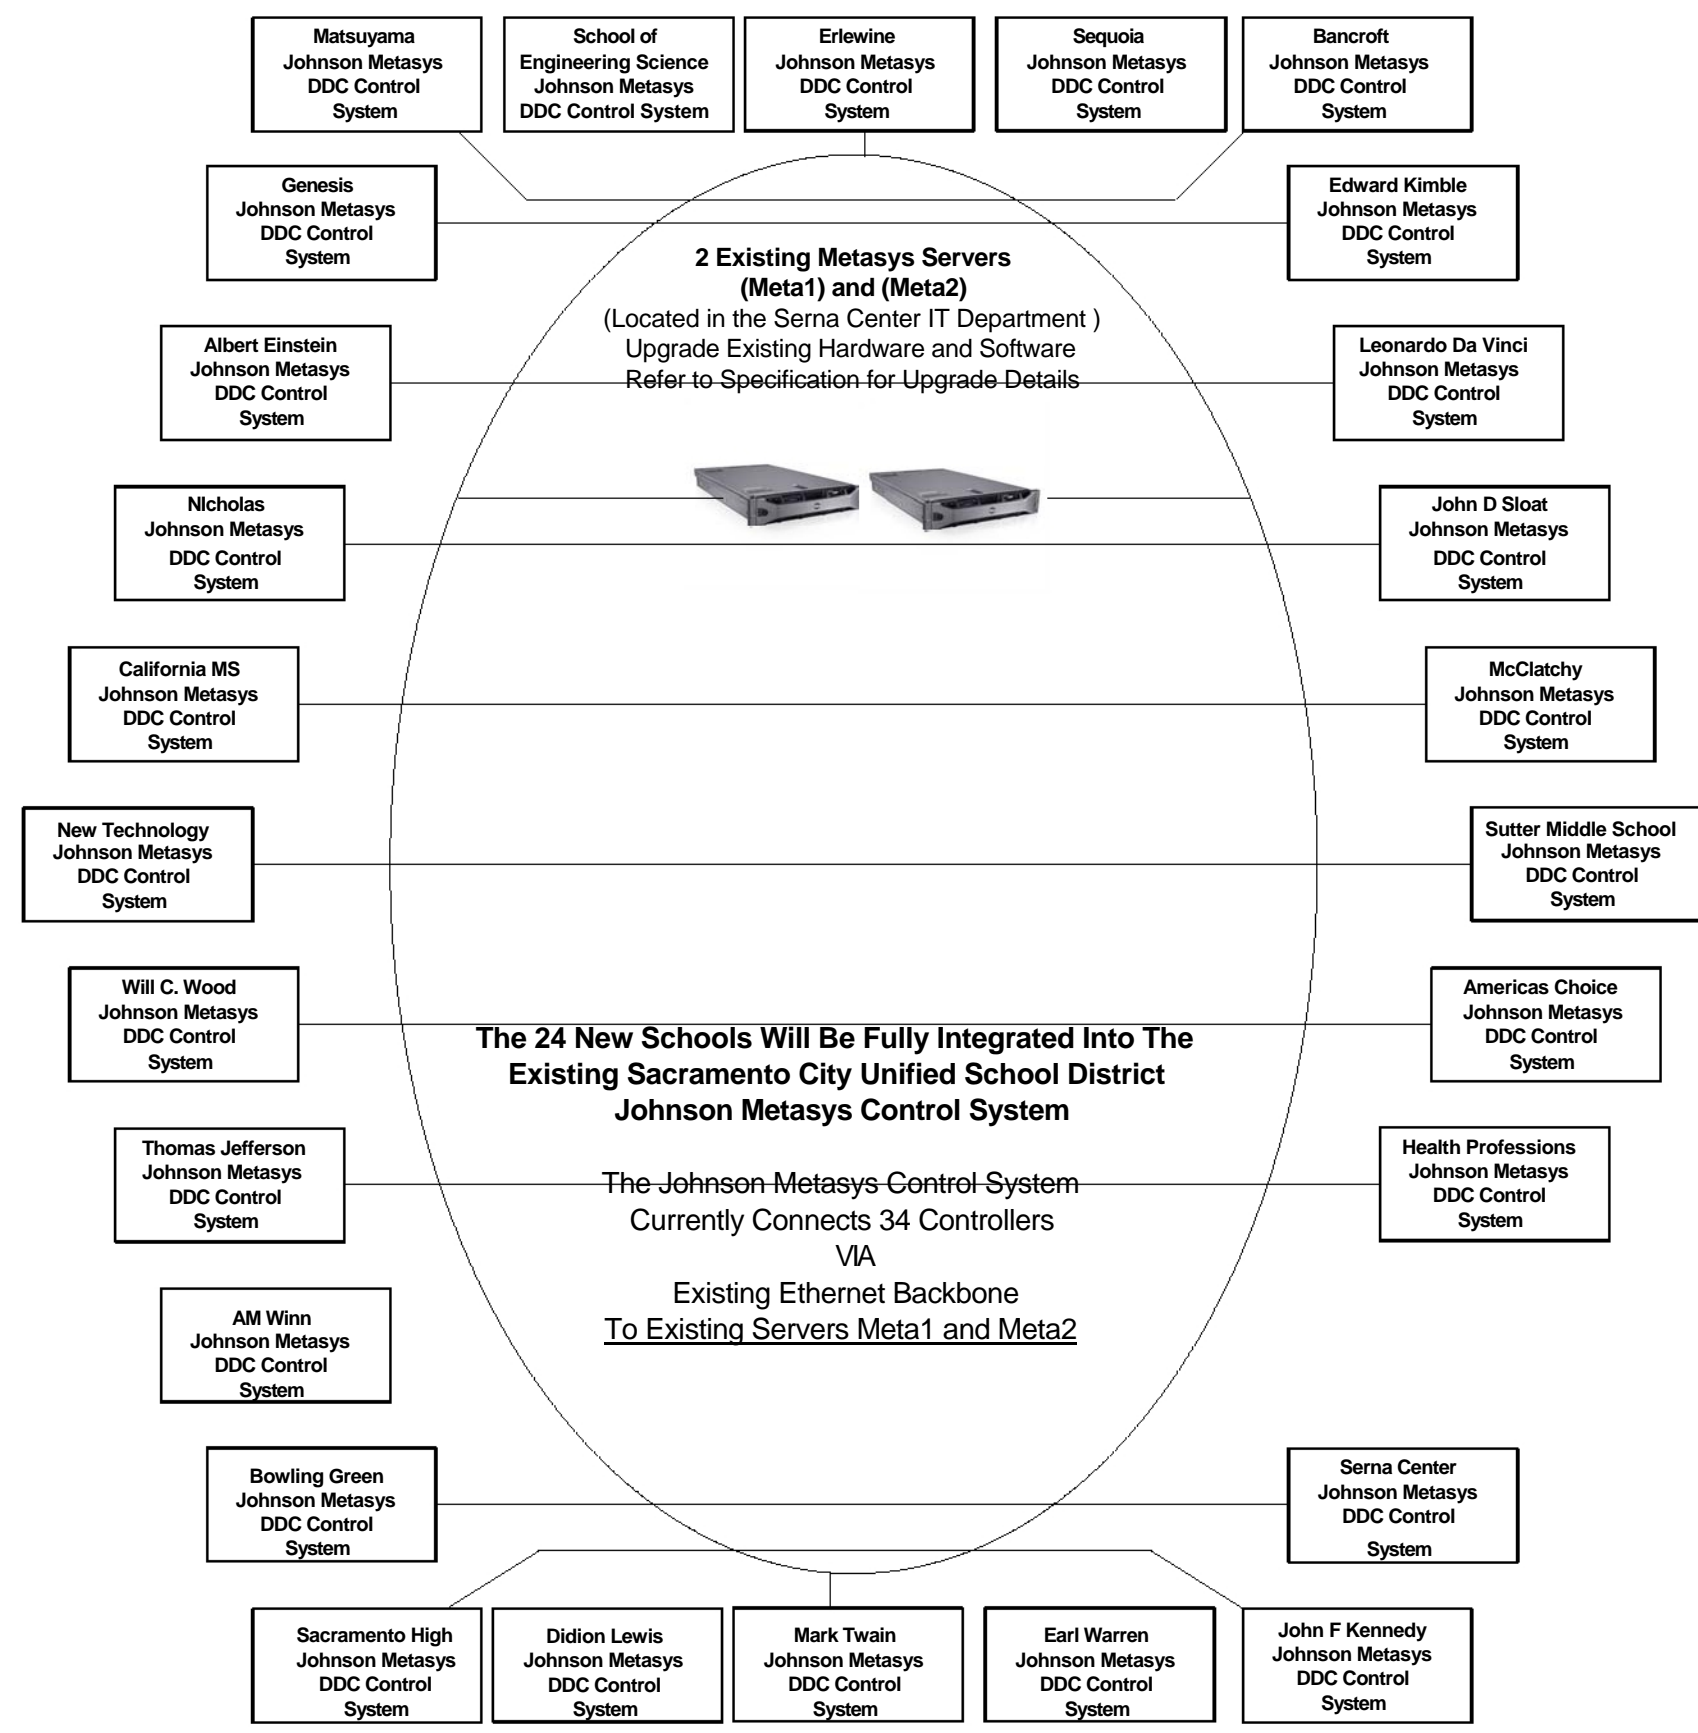 Matsuyama
Johnson Metasys
DDC Control
System
School of
Engineering Science
Johnson Metasys
DDC Control System
Erlewine
Johnson Metasys
DDC Control
System
Sequoia
Johnson Metasys
DDC Control
System
Bancroft
Johnson Metasys
DDC Control
System
Genesis
Johnson Metasys
DDC Control
System
Edward Kimble
Johnson Metasys
DDC Control
System
2 Existing Metasys Servers
(Meta1) and (Meta2)
(Located in the Serna Center IT Department )
Upgrade Existing Hardware and Software
Refer to Specification for Upgrade Details
Albert Einstein
Johnson Metasys
DDC Control
System
Leonardo Da Vinci
Johnson Metasys
DDC Control
System
NIcholas
Johnson Metasys
DDC Control
System
John D Sloat
Johnson Metasys
DDC Control
System
California MS
Johnson Metasys
DDC Control
System
McClatchy
Johnson Metasys
DDC Control
System
New Technology
Johnson Metasys
DDC Control
System
Sutter Middle School
Johnson Metasys
DDC Control
System
Will C. Wood
Johnson Metasys
DDC Control
System
Americas Choice
Johnson Metasys
DDC Control
System
The 24 New Schools Will Be Fully Integrated Into The
Existing Sacramento City Unified School District
Johnson Metasys Control System
Thomas Jefferson
Johnson Metasys
DDC Control
System
Health Professions
Johnson Metasys
DDC Control
System
The Johnson Metasys Control System
Currently Connects 34 Controllers
VIA
Existing Ethernet Backbone
To Existing Servers Meta1 and Meta2
AM Winn
Johnson Metasys
DDC Control
System
Bowling Green
Johnson Metasys
DDC Control
System
Serna Center
Johnson Metasys
DDC Control
System
Sacramento High
Johnson Metasys
DDC Control
System
Didion Lewis
Johnson Metasys
DDC Control
System
Mark Twain
Johnson Metasys
DDC Control
System
Earl Warren
Johnson Metasys
DDC Control
System
John F Kennedy
Johnson Metasys
DDC Control
System